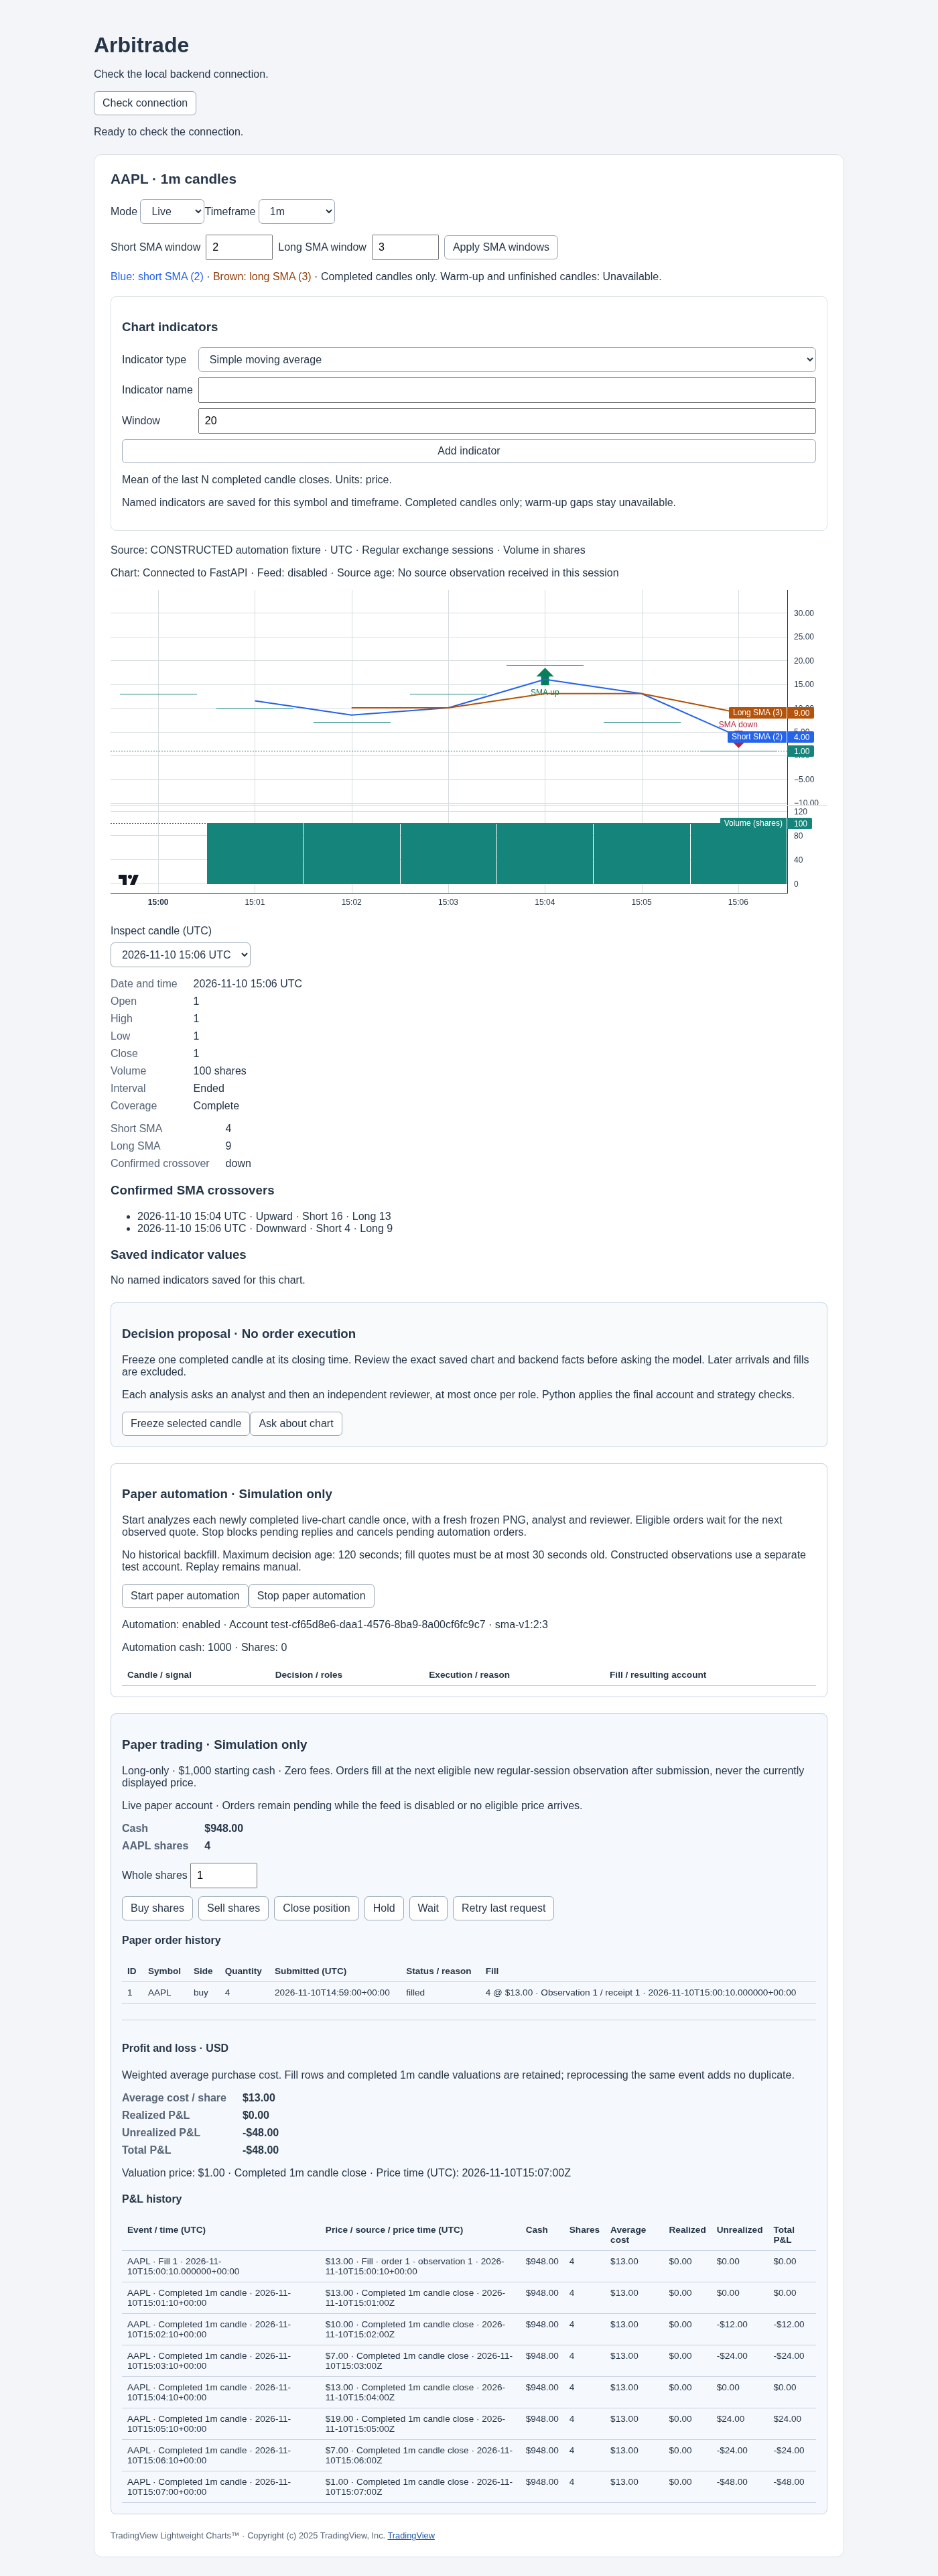 Arbitrade
Check the local backend connection.
Check connection
Ready to check the connection.
AAPL · 1m candles
Mode Live Timeframe 1m
Short SMA window 2 Long SMA window 3 Apply SMA windows
Blue: short SMA (2) · Brown: long SMA (3) · Completed candles only. Warm-up and unfinished candles: Unavailable.
Chart indicators
Indicator type Simple moving average
Indicator name
Window 20
Add indicator
Mean of the last N completed candle closes. Units: price.
Named indicators are saved for this symbol and timeframe. Completed candles only; warm-up gaps stay unavailable.
Source: CONSTRUCTED automation fixture · UTC · Regular exchange sessions · Volume in shares
Chart: Connected to FastAPI · Feed: disabled · Source age: No source observation received in this session
30.00
25.00
20.00
15.00
SMA up
Long SMA (3) 9.00
SMA down
Short SMA (2) 4.00
1.00
−5.00
−10.00
120
Volume (shares) 100
80
40
0
15:00 15:01 15:02 15:03 15:04 15:05 15:06
Inspect candle (UTC)
2026-11-10 15:06 UTC
Date and time 2026-11-10 15:06 UTC
Open 1
High 1
Low 1
Close 1
Volume 100 shares
Interval Ended
Coverage Complete
Short SMA 4
Long SMA 9
Confirmed crossover down
Confirmed SMA crossovers
• 2026-11-10 15:04 UTC · Upward · Short 16 · Long 13
• 2026-11-10 15:06 UTC · Downward · Short 4 · Long 9
Saved indicator values
No named indicators saved for this chart.
Decision proposal · No order execution
Freeze one completed candle at its closing time. Review the exact saved chart and backend facts before asking the model. Later arrivals and fills
are excluded.
Each analysis asks an analyst and then an independent reviewer, at most once per role. Python applies the final account and strategy checks.
Freeze selected candle Ask about chart
Paper automation · Simulation only
Start analyzes each newly completed live-chart candle once, with a fresh frozen PNG, analyst and reviewer. Eligible orders wait for the next
observed quote. Stop blocks pending replies and cancels pending automation orders.
No historical backfill. Maximum decision age: 120 seconds; fill quotes must be at most 30 seconds old. Constructed observations use a separate
test account. Replay remains manual.
Start paper automation Stop paper automation
Automation: enabled · Account test-cf65d8e6-daa1-4576-8ba9-8a00cf6fc9c7 · sma-v1:2:3
Automation cash: 1000 · Shares: 0
Candle / signal Decision / roles Execution / reason Fill / resulting account
Paper trading · Simulation only
Long-only · $1,000 starting cash · Zero fees. Orders fill at the next eligible new regular-session observation after submission, never the currently
displayed price.
Live paper account · Orders remain pending while the feed is disabled or no eligible price arrives.
Cash $948.00
AAPL shares 4
Whole shares 1
Buy shares Sell shares Close position Hold Wait Retry last request
Paper order history
ID Symbol Side Quantity Submitted (UTC) Status / reason Fill
1 AAPL buy 4 2026-11-10T14:59:00+00:00 filled 4 @ $13.00 · Observation 1 / receipt 1 · 2026-11-10T15:00:10.000000+00:00
Profit and loss · USD
Weighted average purchase cost. Fill rows and completed 1m candle valuations are retained; reprocessing the same event adds no duplicate.
Average cost / share $13.00
Realized P&L $0.00
Unrealized P&L -$48.00
Total P&L -$48.00
Valuation price: $1.00 · Completed 1m candle close · Price time (UTC): 2026-11-10T15:07:00Z
P&L history
Event / time (UTC) Price / source / price time (UTC) Cash Shares Average Realized Unrealized Total
cost P&L
AAPL · Fill 1 · 2026-11- $13.00 · Fill · order 1 · observation 1 · 2026- $948.00 4 $13.00 $0.00 $0.00 $0.00
10T15:00:10.000000+00:00 11-10T15:00:10+00:00
AAPL · Completed 1m candle · 2026-11- $13.00 · Completed 1m candle close · 2026- $948.00 4 $13.00 $0.00 $0.00 $0.00
10T15:01:10+00:00 11-10T15:01:00Z
AAPL · Completed 1m candle · 2026-11- $10.00 · Completed 1m candle close · 2026- $948.00 4 $13.00 $0.00 -$12.00 -$12.00
10T15:02:10+00:00 11-10T15:02:00Z
AAPL · Completed 1m candle · 2026-11- $7.00 · Completed 1m candle close · 2026-11- $948.00 4 $13.00 $0.00 -$24.00 -$24.00
10T15:03:10+00:00 10T15:03:00Z
AAPL · Completed 1m candle · 2026-11- $13.00 · Completed 1m candle close · 2026- $948.00 4 $13.00 $0.00 $0.00 $0.00
10T15:04:10+00:00 11-10T15:04:00Z
AAPL · Completed 1m candle · 2026-11- $19.00 · Completed 1m candle close · 2026- $948.00 4 $13.00 $0.00 $24.00 $24.00
10T15:05:10+00:00 11-10T15:05:00Z
AAPL · Completed 1m candle · 2026-11- $7.00 · Completed 1m candle close · 2026-11- $948.00 4 $13.00 $0.00 -$24.00 -$24.00
10T15:06:10+00:00 10T15:06:00Z
AAPL · Completed 1m candle · 2026-11- $1.00 · Completed 1m candle close · 2026-11- $948.00 4 $13.00 $0.00 -$48.00 -$48.00
10T15:07:00+00:00 10T15:07:00Z
TradingView Lightweight Charts™ · Copyright (c) 2025 TradingView, Inc. TradingView